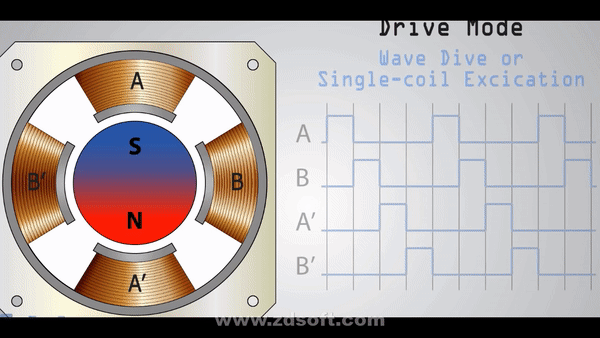 Drive Mode
Wave Dive or
Single-coil Excication
A
S
B'
B
N
A'
A
B
A'
B'
www.zdsoft.com